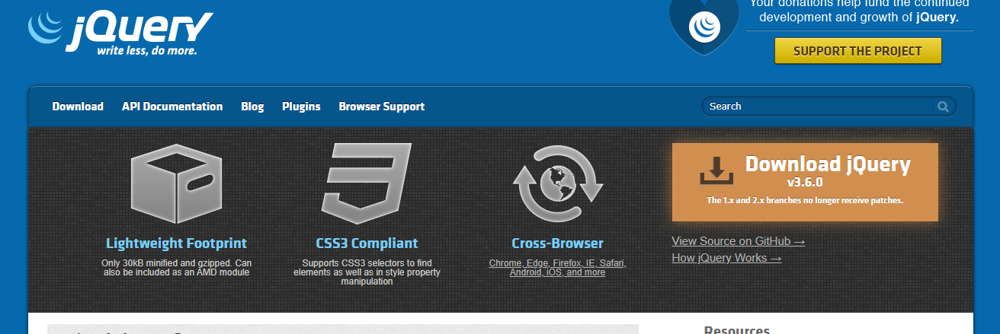 jQuery
write less, do more.
Your donations help fund the continued
development and growth of jQuery.
SUPPORT THE PROJECT
Download API Documentation Blog Plugins Browser Support
Search
Lightweight Footprint
Only 30kB minified and gzipped. Can
also be included as an AMD module
CSS3 Compliant
Supports CSS3 selectors to find
elements as well as in style property
manipulation
Cross-Browser
Chrome, Edge, Firefox, IE, Safari,
Android, iOS, and more
Download jQuery
v3.6.0
The 1.x and 2.x branches no longer receive patches.
View Source on GitHub →
How jQuery Works →
Resources